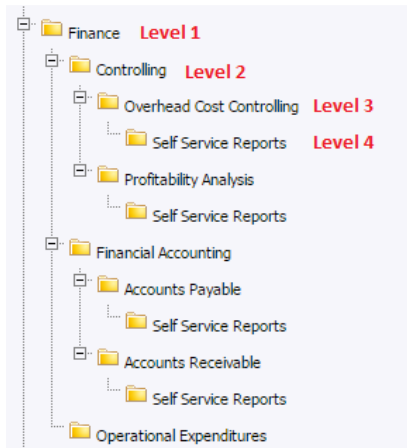 Finance Level 1
Controlling Level 2
Overhead Cost Controlling Level 3
Self Service Reports Level 4
Profitability Analysis
Self Service Reports
Financial Accounting
Accounts Payable
Self Service Reports
Accounts Receivable
Self Service Reports
Operational Expenditures